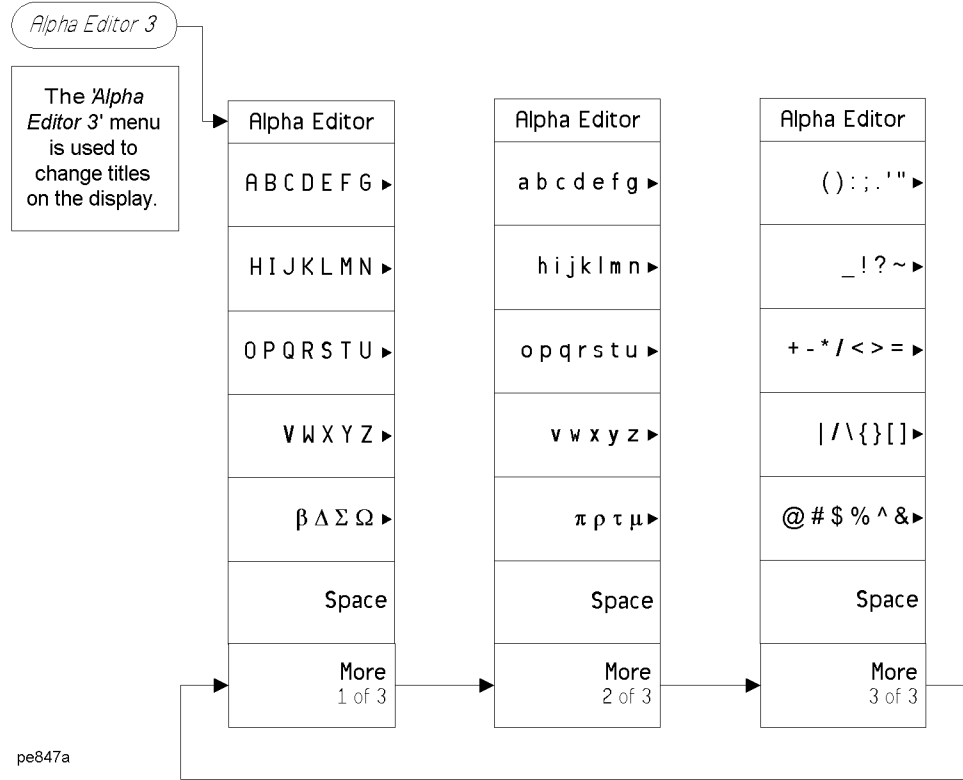 Alpha Editor 3
The 'Alpha
Editor 3' menu
is used to
change titles
on the display.
Alpha Editor
A B C D E F G
H I J K L M N
O P Q R S T U
V W X Y Z
β Δ Σ Ω
Space
More
1 of 3
Alpha Editor
a b c d e f g
h i j k l m n
o p q r s t u
v w x y z
π ρ τ μ
Space
More
2 of 3
Alpha Editor
( ) : ; . ' "
_ ! ? ~
+ - * / < > =
| / \ { } [ ]
@ # $ % ^ &
Space
More
3 of 3
pe847a